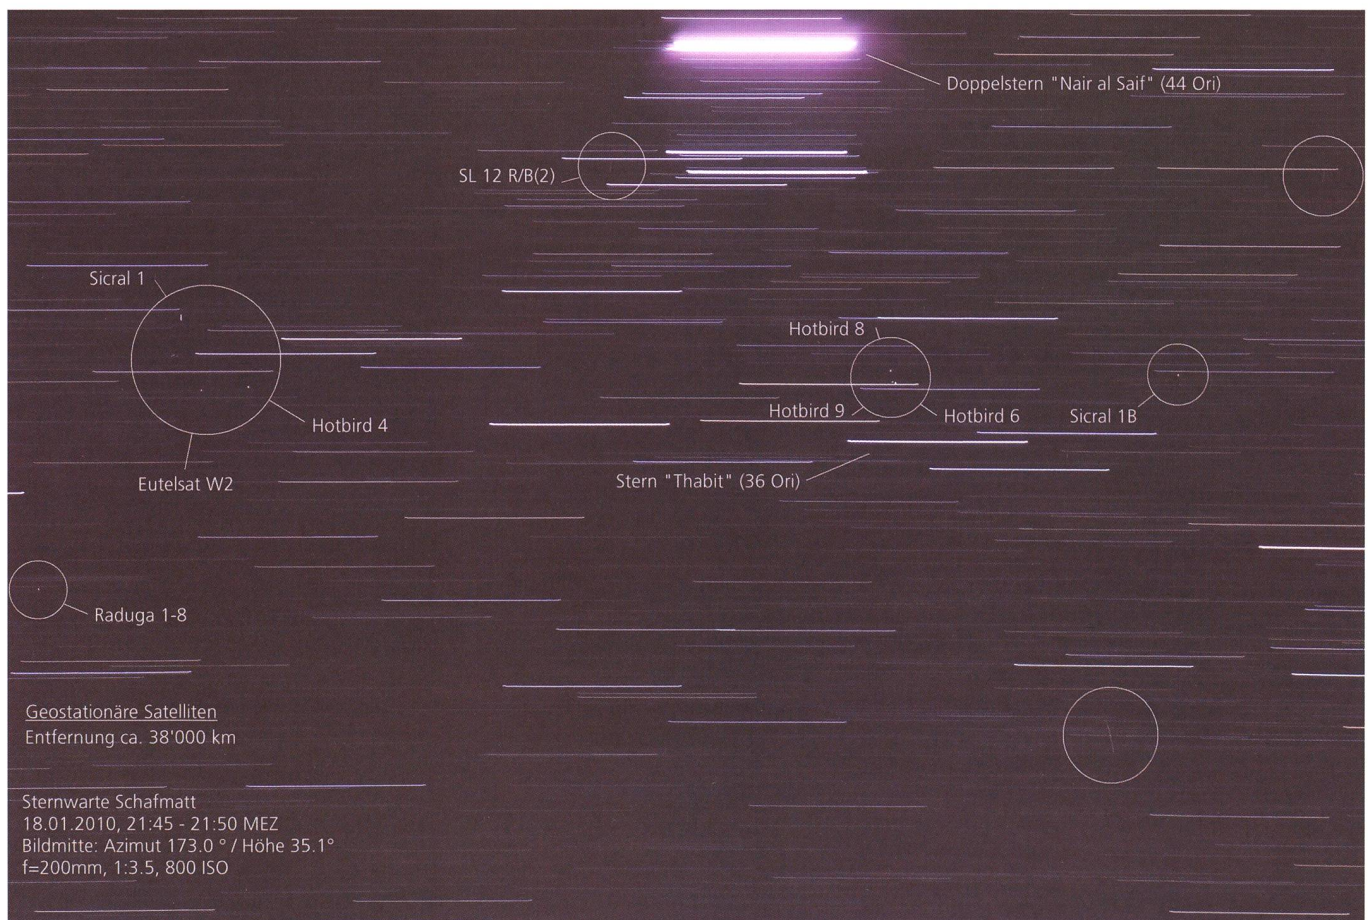 Doppelstern "Nair al Saif" (44 Ori)
SL 12 R/B(2)
Sicral 1
Hotbird 8
Hotbird 9
Hotbird 6
Sicral 1B
Hotbird 4
Stern "Thabit" (36 Ori)
Eutelsat W2
Raduga 1-8
Geostationäre Satelliten
Entfernung ca. 38'000 km
Sternwarte Schafmatt
18.01.2010, 21:45 - 21:50 MEZ
Bildmitte: Azimut 173.0 ° / Höhe 35.1°
f=200mm, 1:3.5, 800 ISO